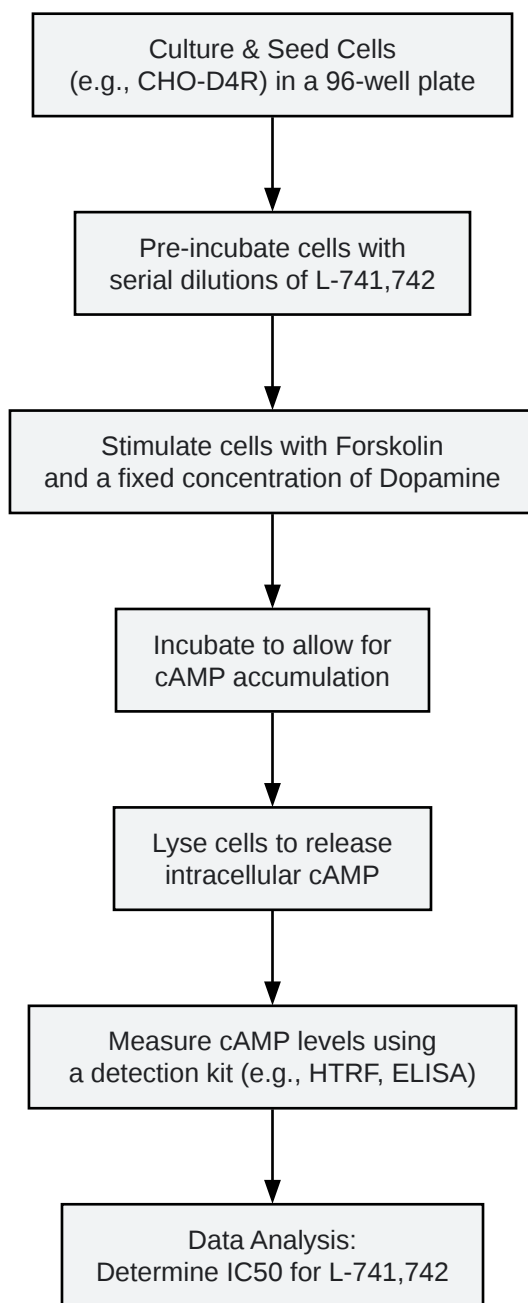 Culture & Seed Cells
(e.g., CHO-D4R) in a 96-well plate
Pre-incubate cells with
serial dilutions of L-741,742
Stimulate cells with Forskolin
and a fixed concentration of Dopamine
Incubate to allow for
cAMP accumulation
Lyse cells to release
intracellular cAMP
Measure cAMP levels using
a detection kit (e.g., HTRF, ELISA)
Data Analysis:
Determine IC50 for L-741,742